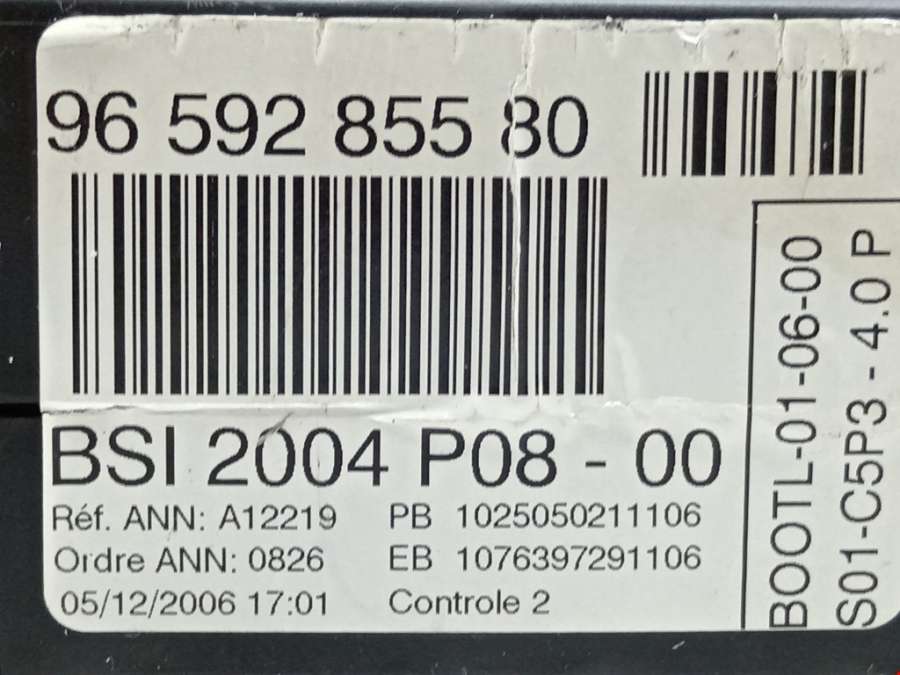 96 592 855 80
BSI 2004 P08 - 00
Réf. ANN: A12219 PB 1025050211106
Ordre ANN: 0826 EB 1076397291106
05/12/2006 17:01 Controle 2
BOOTL-01-06-00
S01-C5P3 - 4.0 P